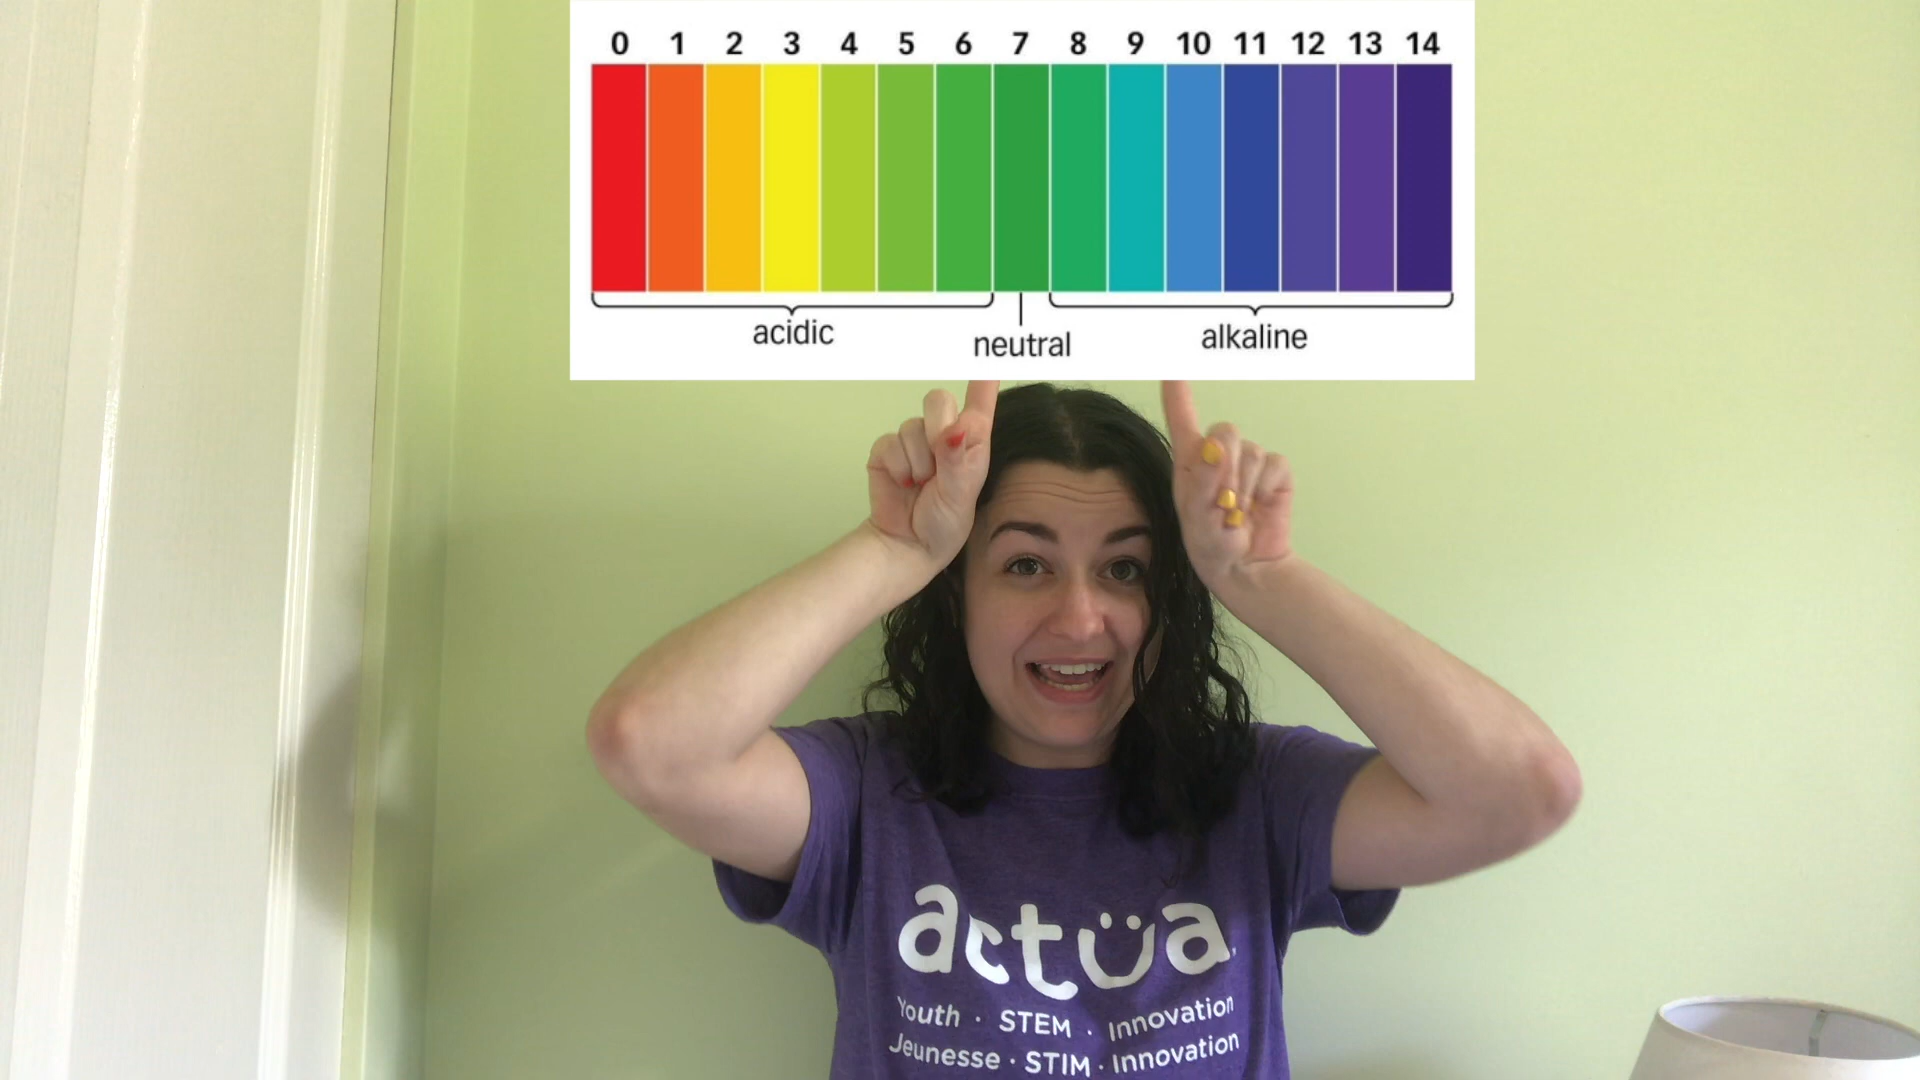 0 1 2 3 4 5 6 7 8 9 10 11 12 13 14
acidic neutral alkaline
actüa
Youth · STEM · Innovation
Jeunesse · STIM · Innovation